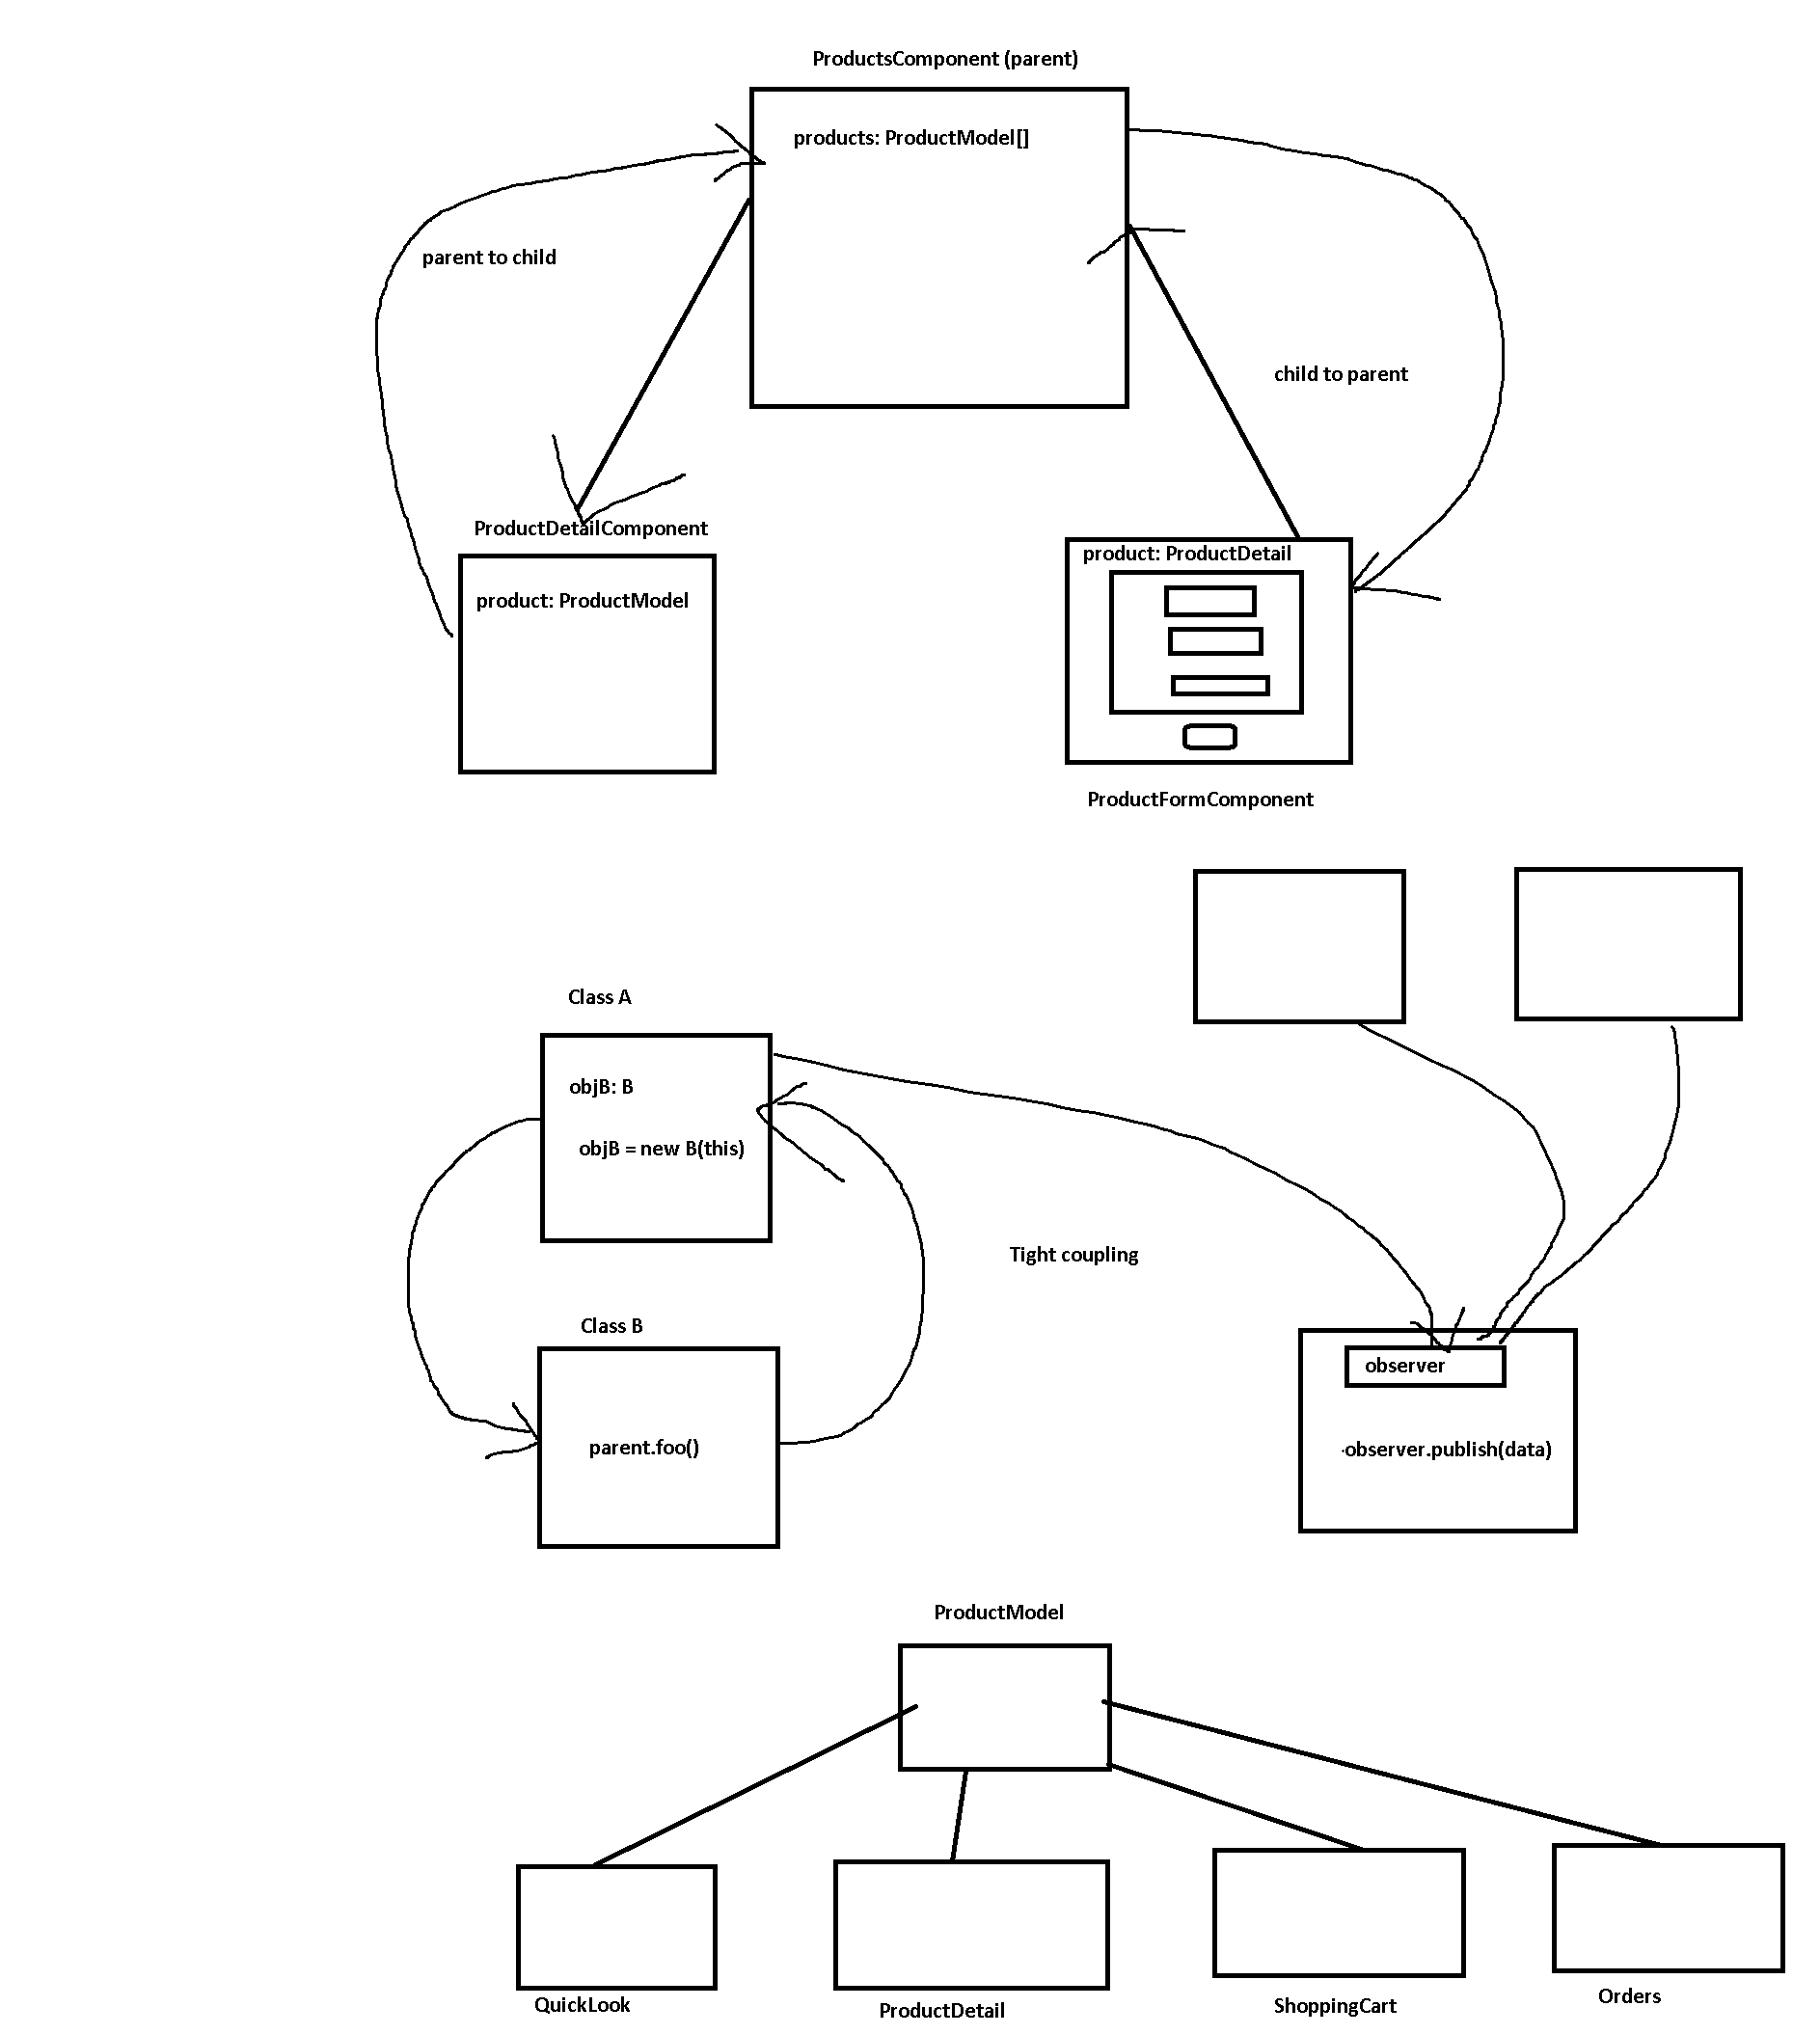 ProductsComponent (parent)
products: ProductModel[]
parent to child
child to parent
ProductDetailComponent
product: ProductModel
product: ProductDetail
ProductFormComponent
Class A
objB: B
objB = new B(this)
Tight coupling
Class B
parent.foo()
observer
observer.publish(data)
ProductModel
QuickLook
ProductDetail
ShoppingCart
Orders